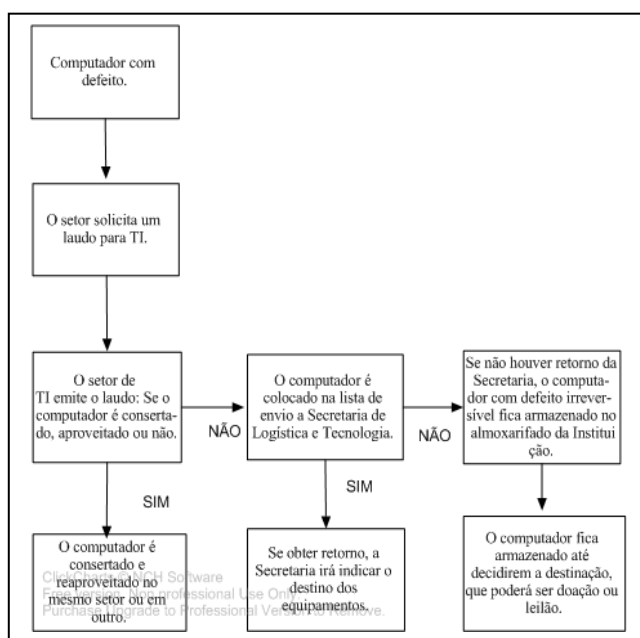 Computador com
defeito.
O setor solicita um
laudo para TI.
O setor de
TI emite o laudo: Se o
computador é conserta-
do, aproveitado ou não.
NÃO
O computador é
colocado na lista de
envio a Secretaria de
Logística e Tecnologia.
NÃO
Se não houver retorno da
Secretaria, o computa-
dor com defeito irrever-
sível fica armazenado no
almoxarifado da Institui
ção.
SIM
SIM
O computador é
consertado e
reaproveitado no
mesmo setor ou em
outro.
Se obter retorno, a
Secretaria irá indicar o
destino dos
equipamentos.
O computador fica
armazenado até
decidirem a destinação,
que poderá ser doação ou
leilão.
ClickCharts © NCH Software
Free version. Non professional Use Only.
Purchase Upgrade to Professional Version to Remove.